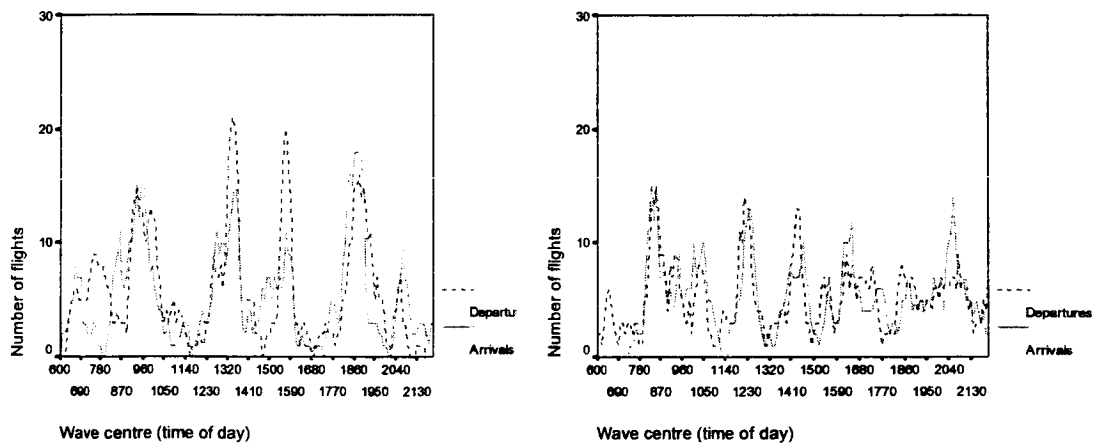 30
20
10
0
Number of flights
600 780 960 1140 1320 1500 1680 1860 2040
690 870 1050 1230 1410 1590 1770 1950 2130
Wave centre (time of day)
Departu
Arrivals
30
20
10
0
Number of flights
600 780 960 1140 1320 1500 1680 1860 2040
690 870 1050 1230 1410 1590 1770 1950 2130
Wave centre (time of day)
Departures
Arrivals